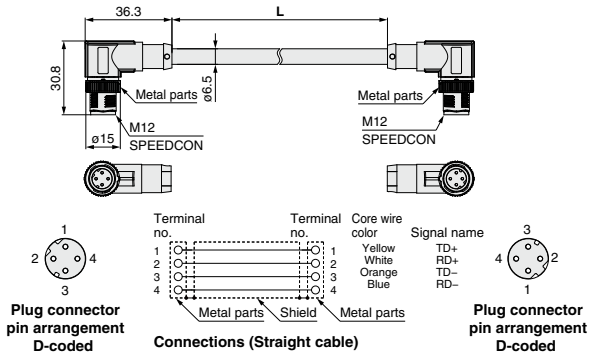 36.3
L
30.8
ø6.5
Metal parts
Metal parts
M12
SPEEDCON
M12
SPEEDCON
ø15
1
2
4
3
Plug connector
pin arrangement
D-coded
Terminal no.
Terminal no.
Core wire color
Signal name
1 1 Yellow TD+
2 2 White RD+
3 3 Orange TD−
4 4 Blue RD−
Metal parts
Shield
Metal parts
Connections (Straight cable)
3
4
2
1
Plug connector
pin arrangement
D-coded